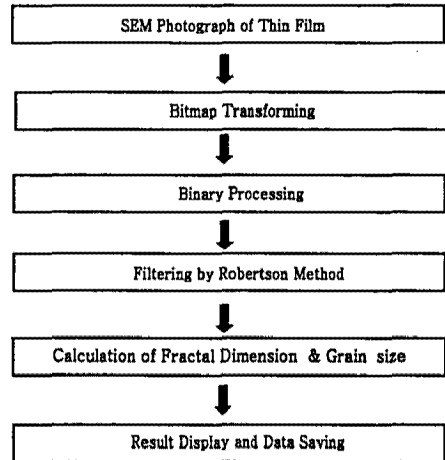 SEM Photograph of Thin Film
Bitmap Transforming
Binary Processing
Filtering by Robertson Method
Calculation of Fractal Dimension & Grain size
Result Display and Data Saving